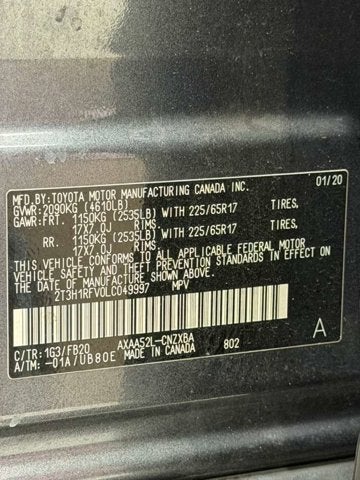 MFD.BY:TOYOTA MOTOR MANUFACTURING CANADA INC. 01/20
GVWR:2090KG (4610LB)
GAWR:FRT 1150KG (2535LB) WITH 225/65R17 TIRES,
17X7.0J RIMS
RR. 1150KG (2535LB) WITH 225/65R17 TIRES,
17X7.0J RIMS
THIS VEHICLE CONFORMS TO ALL APPLICABLE FEDERAL MOTOR
VEHICLE SAFETY, BUMPER, AND THEFT PREVENTION STANDARDS IN
EFFECT ON THE DATE OF MANUFACTURE SHOWN ABOVE.
2T3H1RFV0LC049997 MPV
C/TR:1G3/FB20 AXAA52L-CNZXBA A
A/TM:-01A/UB80E MADE IN CANADA 802